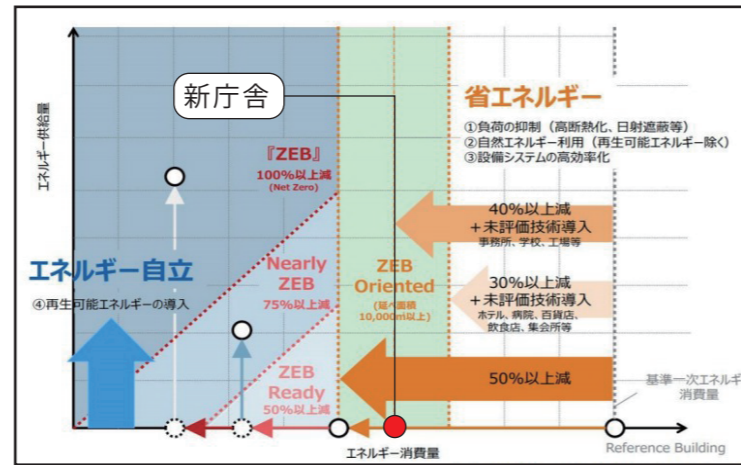 エネルギー供給量
新庁舎
省エネルギー
①負荷の抑制（高断熱化、日射遮蔽等）
②自然エネルギー利用（再生可能エネルギー除く）
③設備システムの高効率化
『ZEB』
100%以上減
(Net Zero)
40%以上減
＋未評価技術導入
事務所、学校、工場等
エネルギー自立
④再生可能エネルギーの導入
Nearly
ZEB
75%以上減
ZEB
Oriented
(延べ面積
10,000㎡以上)
30%以上減
＋未評価技術導入
ホテル、病院、百貨店、
飲食店、集会所等
ZEB
Ready
50%以上減
50%以上減
基準一次エネルギー
消費量
エネルギー消費量
Reference Building